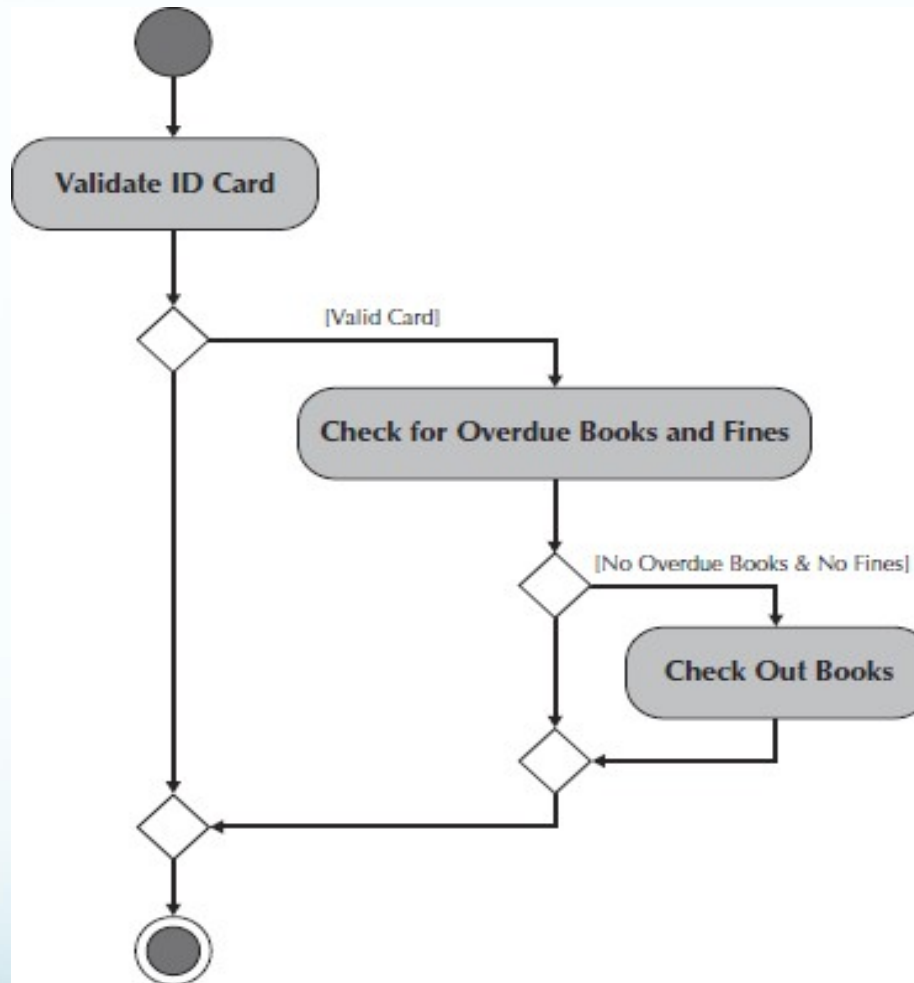 Validate ID Card
[Valid Card]
Check for Overdue Books and Fines
[No Overdue Books & No Fines]
Check Out Books